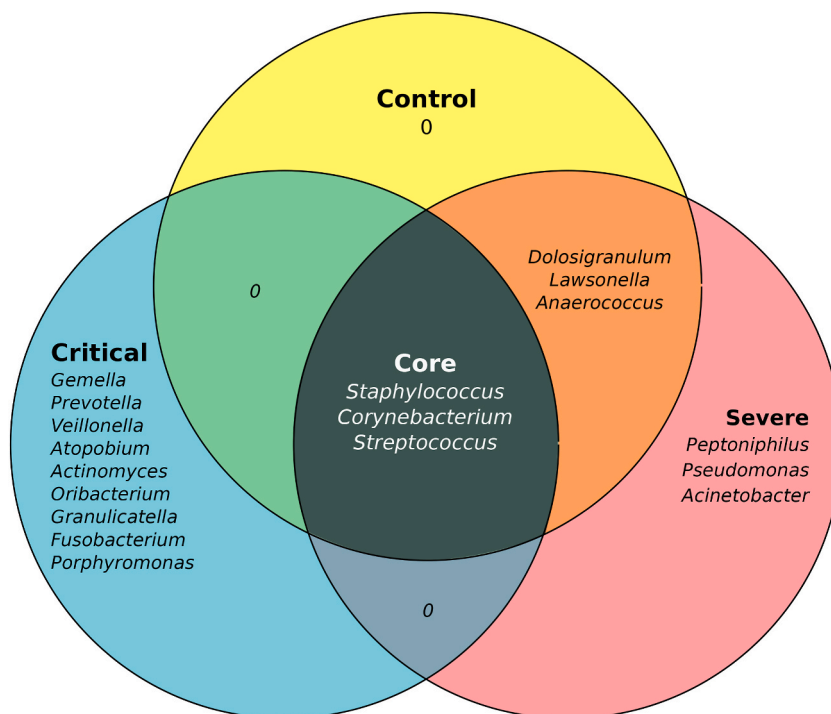 Control
0
Dolosigranulum
Lawsonella
Anaerococcus
0
Critical
Gemella
Prevotella
Veillonella
Atopobium
Actinomyces
Oribacterium
Granulicatella
Fusobacterium
Porphyromonas
Core
Staphylococcus
Corynebacterium
Streptococcus
Severe
Peptoniphilus
Pseudomonas
Acinetobacter
0